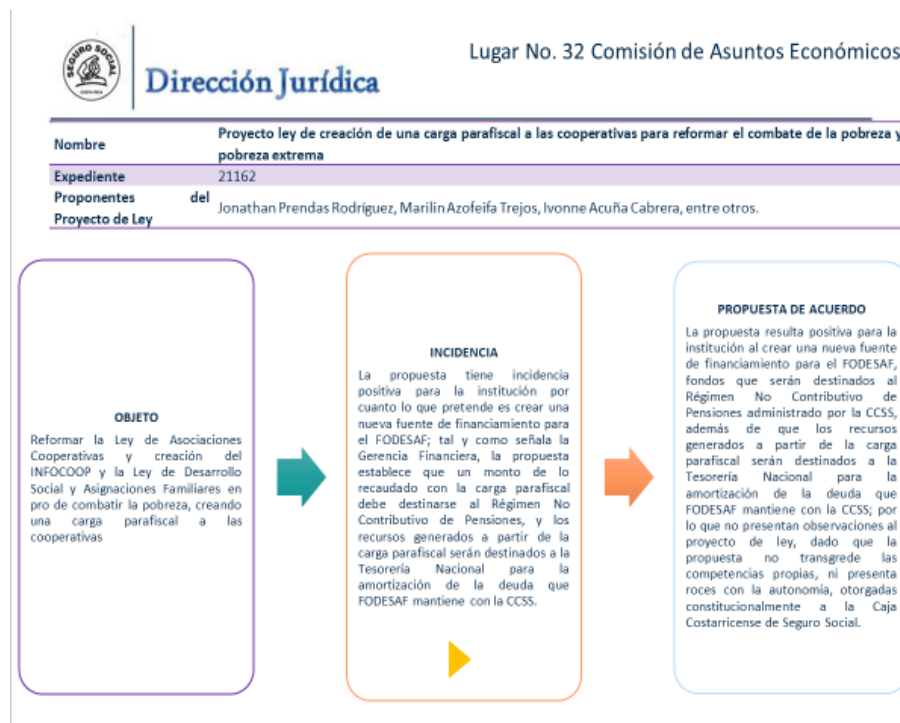 SEGURO SOCIAL
COSTA RICA
Dirección Jurídica
Lugar No. 32 Comisión de Asuntos Económicos
Nombre
Proyecto ley de creación de una carga parafiscal a las cooperativas para reformar el combate de la pobreza y
pobreza extrema
Expediente
21162
Proponentes del
Proyecto de Ley
Jonathan Prendas Rodríguez, Marilin Azofeifa Trejos, Ivonne Acuña Cabrera, entre otros.
OBJETO
Reformar la Ley de Asociaciones
Cooperativas y creación del
INFOCOOP y la Ley de Desarrollo
Social y Asignaciones Familiares en
pro de combatir la pobreza, creando
una carga parafiscal a las
cooperativas
INCIDENCIA
La propuesta tiene incidencia
positiva para la institución por
cuanto lo que pretende es crear una
nueva fuente de financiamiento para
el FODESAF; tal y como señala la
Gerencia Financiera, la propuesta
establece que un monto de lo
recaudado con la carga parafiscal
debe destinarse al Régimen No
Contributivo de Pensiones, y los
recursos generados a partir de la
carga parafiscal serán destinados a la
Tesorería Nacional para la
amortización de la deuda que
FODESAF mantiene con la CCSS.
PROPUESTA DE ACUERDO
La propuesta resulta positiva para la
institución al crear una nueva fuente
de financiamiento para el FODESAF,
fondos que serán destinados al
Régimen No Contributivo de
Pensiones administrado por la CCSS,
además de que los recursos
generados a partir de la carga
parafiscal serán destinados a la
Tesorería Nacional para la
amortización de la deuda que
FODESAF mantiene con la CCSS; por
lo que no presentan observaciones al
proyecto de ley, dado que la
propuesta no transgrede las
competencias propias, ni presenta
roces con la autonomía, otorgadas
constitucionalmente a la Caja
Costarricense de Seguro Social.